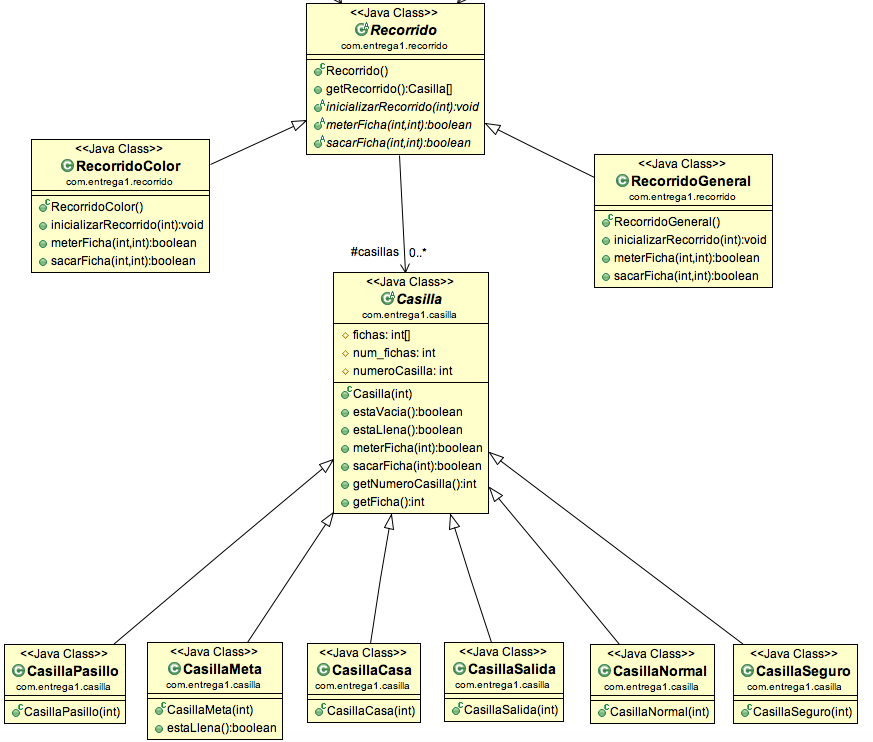 <<Java Class>>
Recorrido
com.entrega1.recorrido
Recorrido()
getRecorrido():Casilla[]
inicializarRecorrido(int):void
meterFicha(int,int):boolean
sacarFicha(int,int):boolean
<<Java Class>>
RecorridoColor
com.entrega1.recorrido
RecorridoColor()
inicializarRecorrido(int):void
meterFicha(int,int):boolean
sacarFicha(int,int):boolean
<<Java Class>>
RecorridoGeneral
com.entrega1.recorrido
RecorridoGeneral()
inicializarRecorrido(int):void
meterFicha(int,int):boolean
sacarFicha(int,int):boolean
#casillas 0..*
<<Java Class>>
Casilla
com.entrega1.casilla
fichas: int[]
num_fichas: int
numeroCasilla: int
Casilla(int)
estaVacia():boolean
estaLlena():boolean
meterFicha(int):boolean
sacarFicha(int):boolean
getNumeroCasilla():int
getFicha():int
<<Java Class>>
CasillaPasillo
com.entrega1.casilla
CasillaPasillo(int)
<<Java Class>>
CasillaMeta
com.entrega1.casilla
CasillaMeta(int)
estaLlena():boolean
<<Java Class>>
CasillaCasa
com.entrega1.casilla
CasillaCasa(int)
<<Java Class>>
CasillaSalida
com.entrega1.casilla
CasillaSalida(int)
<<Java Class>>
CasillaNormal
com.entrega1.casilla
CasillaNormal(int)
<<Java Class>>
CasillaSeguro
com.entrega1.casilla
CasillaSeguro(int)